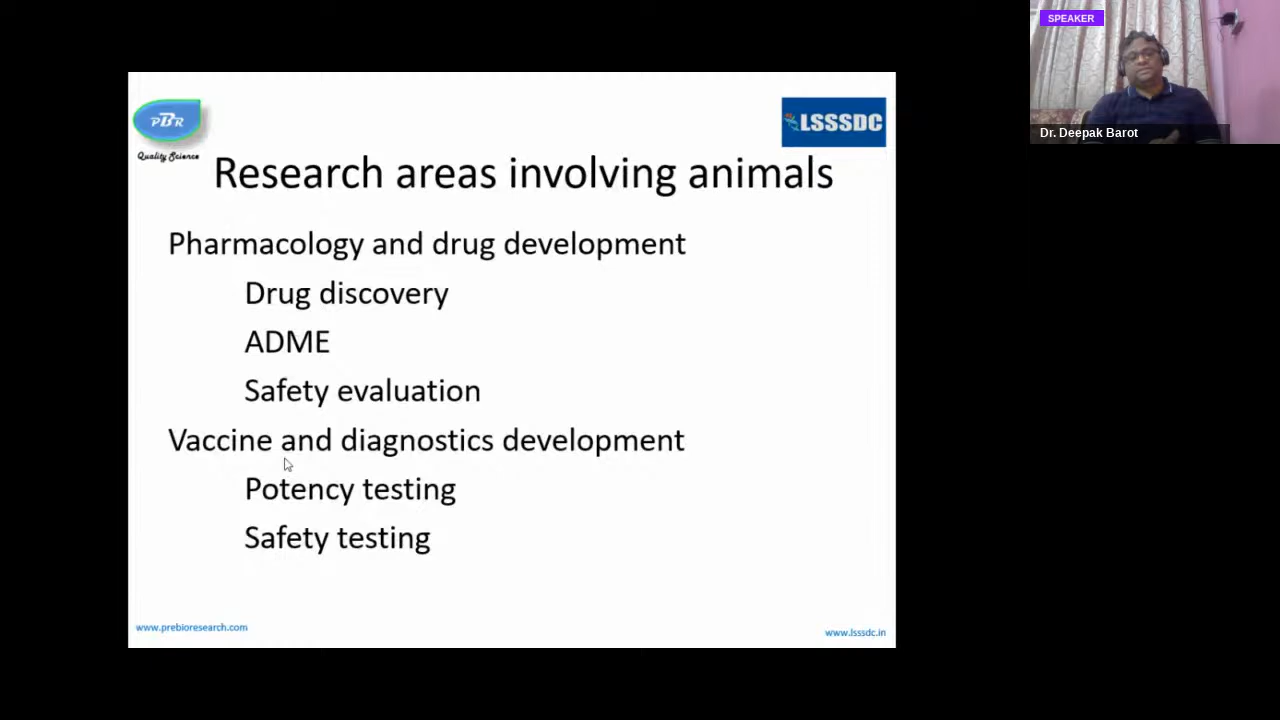 SPEAKER
Dr. Deepak Barot
PBR
Quality Science
LSSSDC
Research areas involving animals
Pharmacology and drug development
Drug discovery
ADME
Safety evaluation
Vaccine and diagnostics development
Potency testing
Safety testing
www.prebioresearch.com
www.lsssdc.in